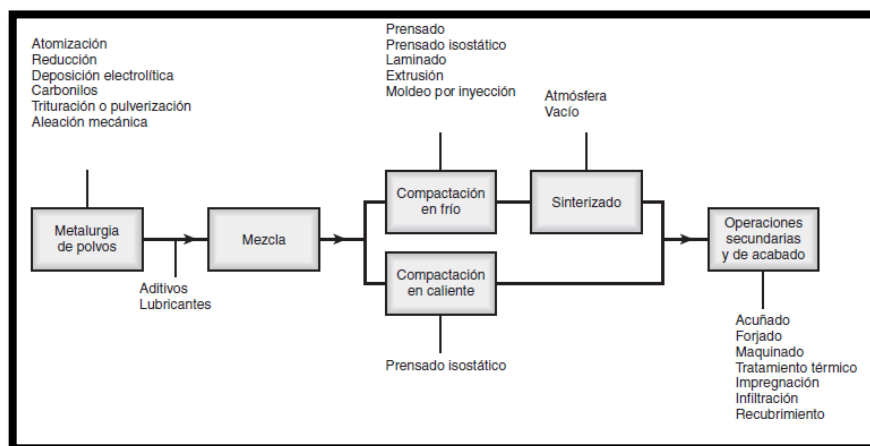 Atomización
Reducción
Deposición electrolítica
Carbonilos
Trituración o pulverización
Aleación mecánica
Prensado
Prensado isostático
Laminado
Extrusión
Moldeo por inyección
Atmósfera
Vacío
Metalurgia
de polvos
Aditivos
Lubricantes
Mezcla
Compactación
en frío
Sinterizado
Compactación
en caliente
Prensado isostático
Operaciones
secundarias
y de acabado
Acuñado
Forjado
Maquinado
Tratamiento térmico
Impregnación
Infiltración
Recubrimiento